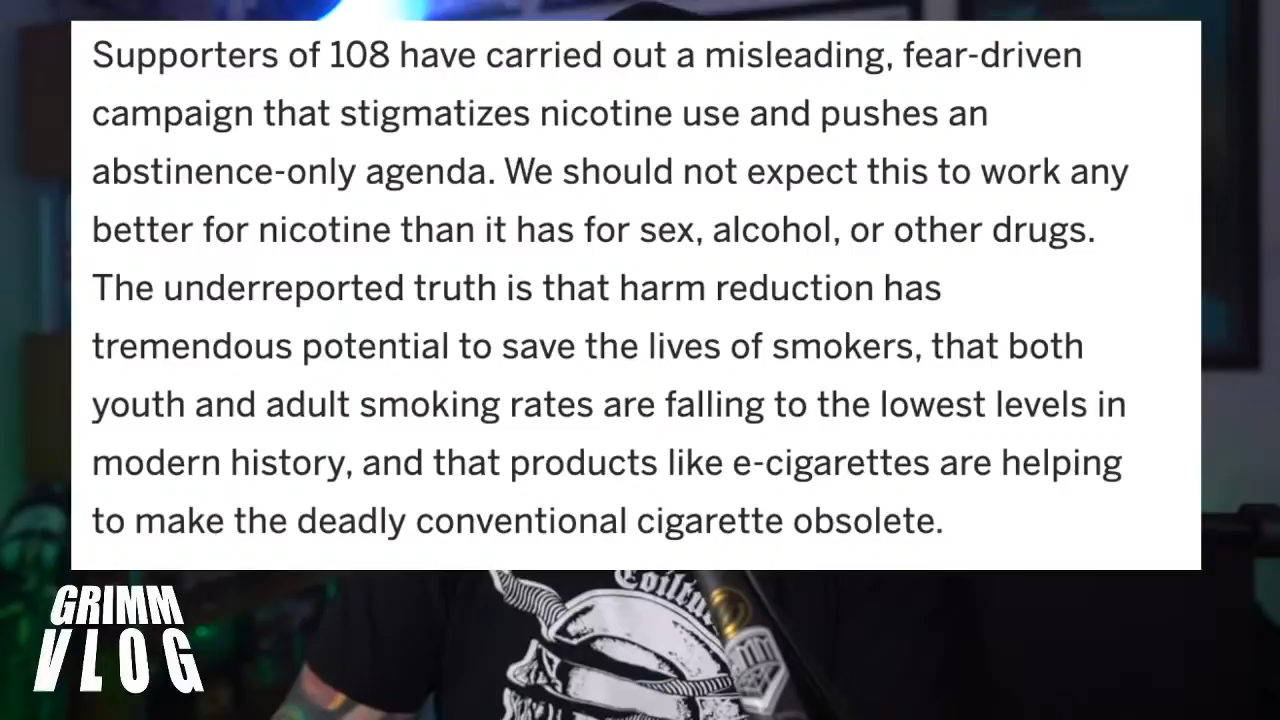 Supporters of 108 have carried out a misleading, fear-driven
campaign that stigmatizes nicotine use and pushes an
abstinence-only agenda. We should not expect this to work any
better for nicotine than it has for sex, alcohol, or other drugs.
The underreported truth is that harm reduction has
tremendous potential to save the lives of smokers, that both
youth and adult smoking rates are falling to the lowest levels in
modern history, and that products like e-cigarettes are helping
to make the deadly conventional cigarette obsolete.
GRIMM
VLOG